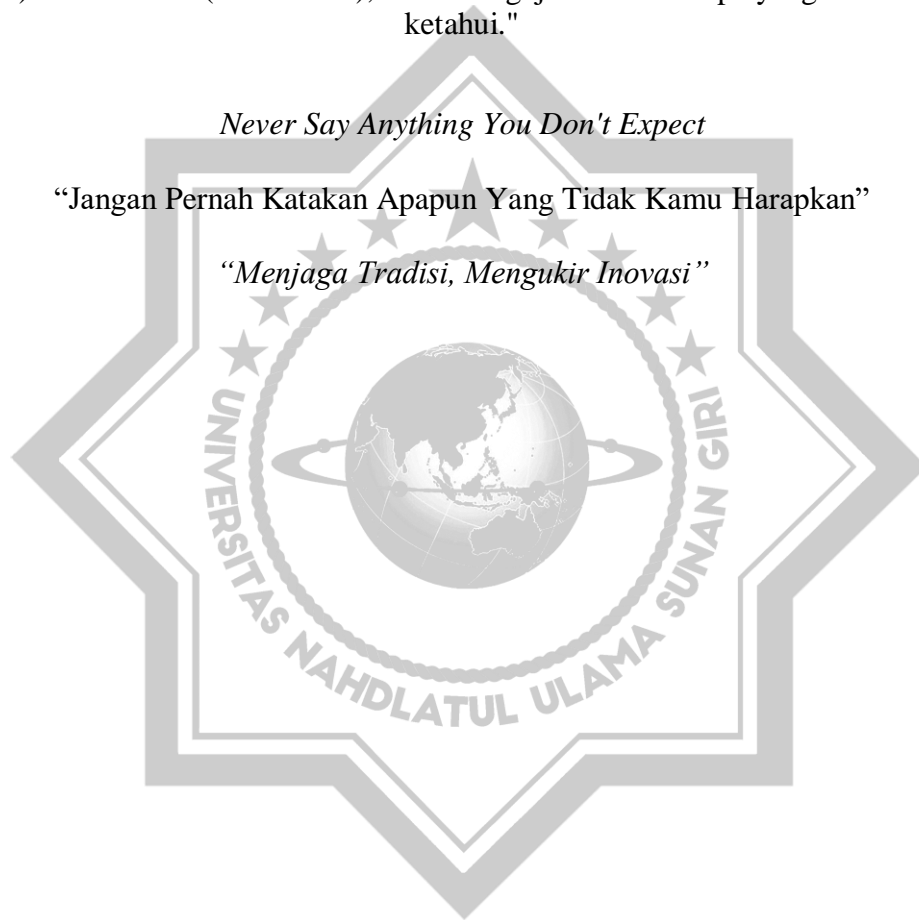 ketahui."
Never Say Anything You Don't Expect
“Jangan Pernah Katakan Apapun Yang Tidak Kamu Harapkan”
“Menjaga Tradisi, Mengukir Inovasi”
UNIVERSITAS NAHDLATUL ULAMA SUNAN GIRI